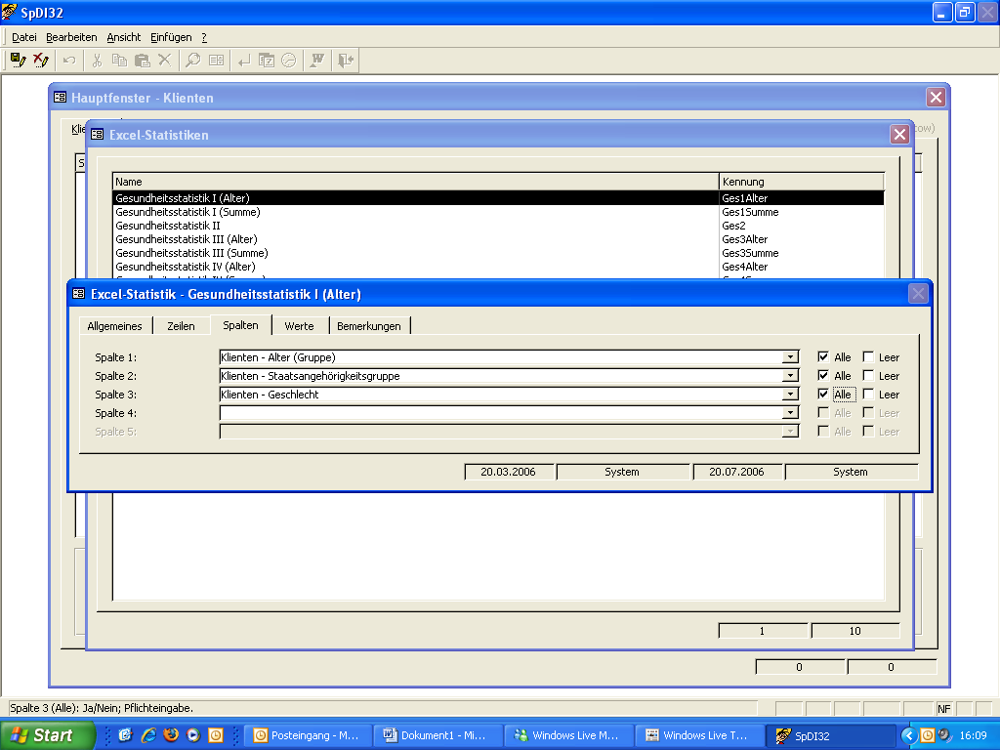 SpDI32
Datei Bearbeiten Ansicht Einfügen ?
Hauptfenster - Klienten
Klie
Excel-Statistiken
S
Name Kennung
Gesundheitsstatistik I (Alter) Ges1Alter
Gesundheitsstatistik I (Summe) Ges1Summe
Gesundheitsstatistik II Ges2
Gesundheitsstatistik III (Alter) Ges3Alter
Gesundheitsstatistik III (Summe) Ges3Summe
Gesundheitsstatistik IV (Alter) Ges4Alter
Excel-Statistik - Gesundheitsstatistik I (Alter)
Allgemeines Zeilen Spalten Werte Bemerkungen
Spalte 1: Klienten - Alter (Gruppe) Alle Leer
Spalte 2: Klienten - Staatsangehörigkeitsgruppe Alle Leer
Spalte 3: Klienten - Geschlecht Alle Leer
Spalte 4: Alle Leer
Spalte 5: Alle Leer
20.03.2006 System 20.07.2006 System
1 10
0 0
Spalte 3 (Alle): Ja/Nein; Pflichteingabe. NF
Start Posteingang - M... Dokument1 - Mi... Windows Live M... Windows Live T... SpDI32 16:09